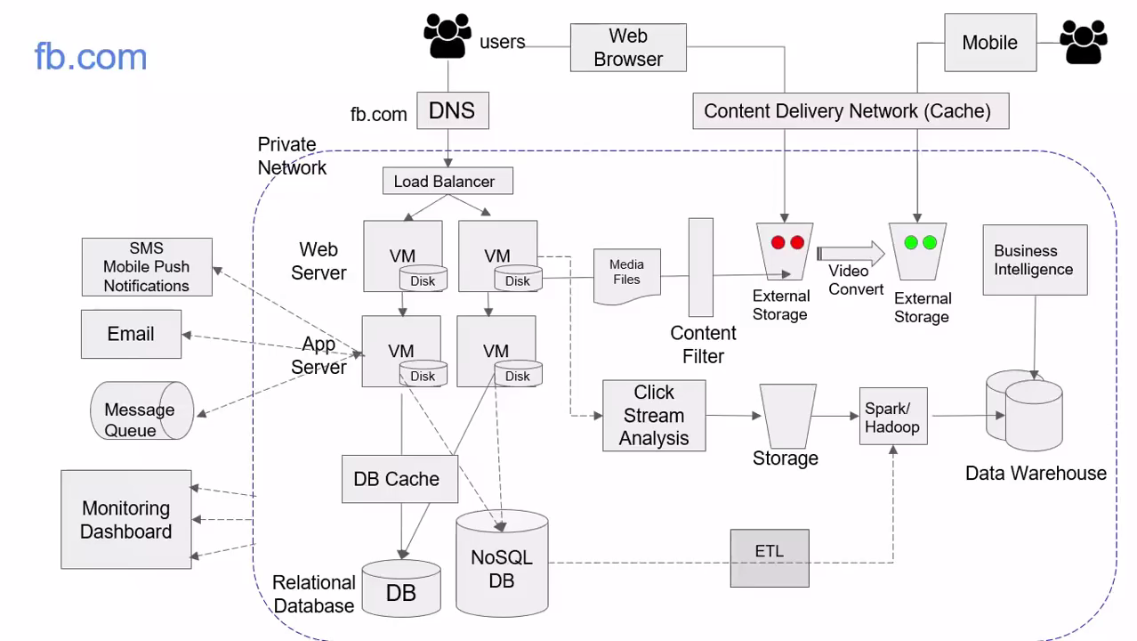 fb.com
users
Web
Browser
Mobile
fb.com
DNS
Content Delivery Network (Cache)
Private
Network
Load Balancer
Web
Server
VM
Disk
VM
Disk
Media
Files
Content
Filter
External
Storage
Video
Convert
External
Storage
Business
Intelligence
SMS
Mobile Push
Notifications
Email
Message
Queue
App
Server
VM
Disk
VM
Disk
Click
Stream
Analysis
Storage
Spark/
Hadoop
Data Warehouse
DB Cache
Monitoring
Dashboard
NoSQL
DB
ETL
Relational
Database
DB